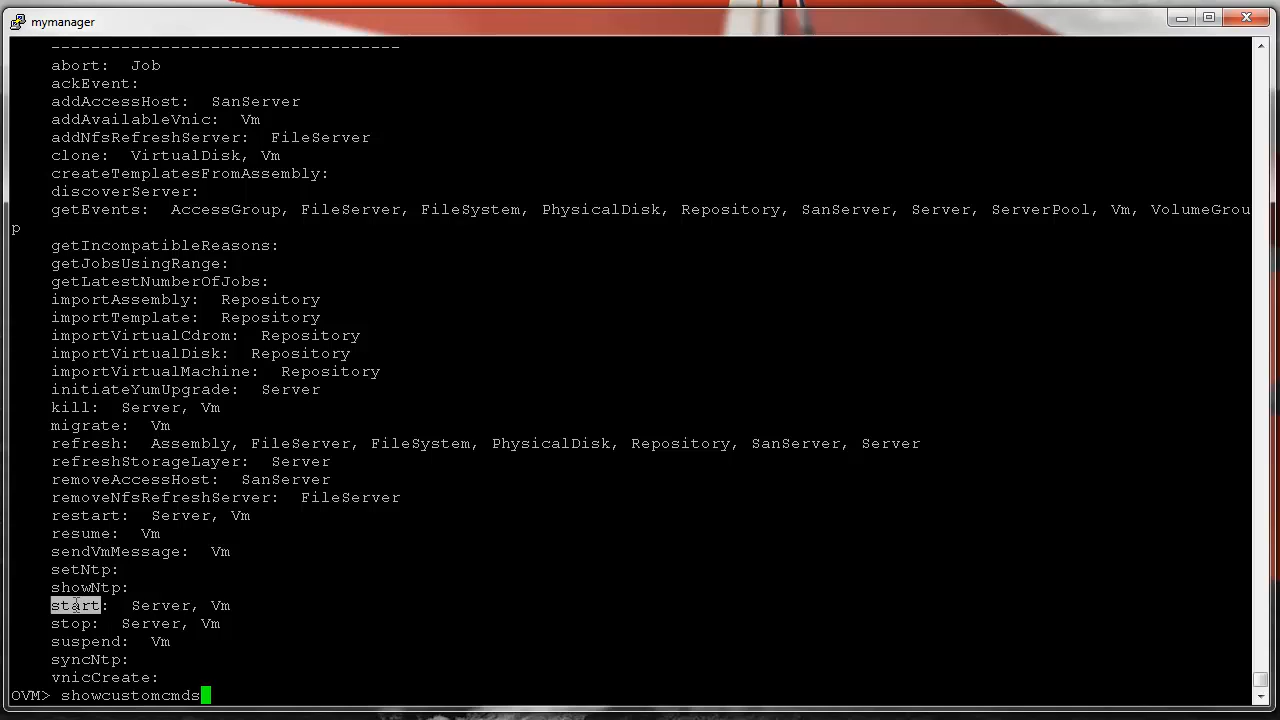 mymanager
-----------------------------------
abort:  Job
ackEvent:
addAccessHost:  SanServer
addAvailableVnic:  Vm
addNfsRefreshServer:  FileServer
clone:  VirtualDisk, Vm
createTemplatesFromAssembly:
discoverServer:
getEvents:  AccessGroup, FileServer, FileSystem, PhysicalDisk, Repository, SanServer, Server, ServerPool, Vm, VolumeGrou
p
getIncompatibleReasons:
getJobsUsingRange:
getLatestNumberOfJobs:
importAssembly:  Repository
importTemplate:  Repository
importVirtualCdrom:  Repository
importVirtualDisk:  Repository
importVirtualMachine:  Repository
initiateYumUpgrade:  Server
kill:  Server, Vm
migrate:  Vm
refresh:  Assembly, FileServer, FileSystem, PhysicalDisk, Repository, SanServer, Server
refreshStorageLayer:  Server
removeAccessHost:  SanServer
removeNfsRefreshServer:  FileServer
restart:  Server, Vm
resume:  Vm
sendVmMessage:  Vm
setNtp:
showNtp:
start:  Server, Vm
stop:  Server, Vm
suspend:  Vm
syncNtp:
vnicCreate:
OVM> showcustomcmds